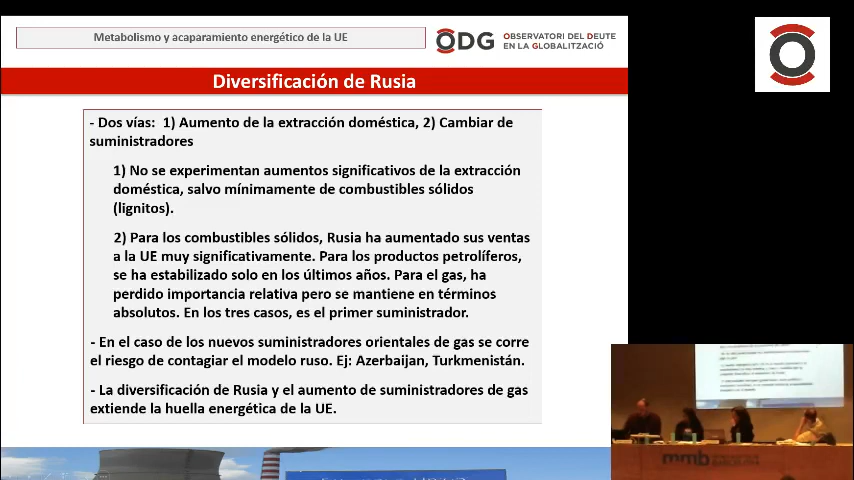 Metabolismo y acaparamiento energético de la UE
ODG
OBSERVATORI DEL DEUTE
EN LA GLOBALITZACIÓ
Diversificación de Rusia
- Dos vías: 1) Aumento de la extracción doméstica, 2) Cambiar de
suministradores
1) No se experimentan aumentos significativos de la extracción
doméstica, salvo mínimamente de combustibles sólidos
(lignitos).
2) Para los combustibles sólidos, Rusia ha aumentado sus ventas
a la UE muy significativamente. Para los productos petrolíferos,
se ha estabilizado solo en los últimos años. Para el gas, ha
perdido importancia relativa pero se mantiene en términos
absolutos. En los tres casos, es el primer suministrador.
- En el caso de los nuevos suministradores orientales de gas se corre
el riesgo de contagiar el modelo ruso. Ej: Azerbaijan, Turkmenistán.
- La diversificación de Rusia y el aumento de suministradores de gas
extiende la huella energética de la UE.
mmb